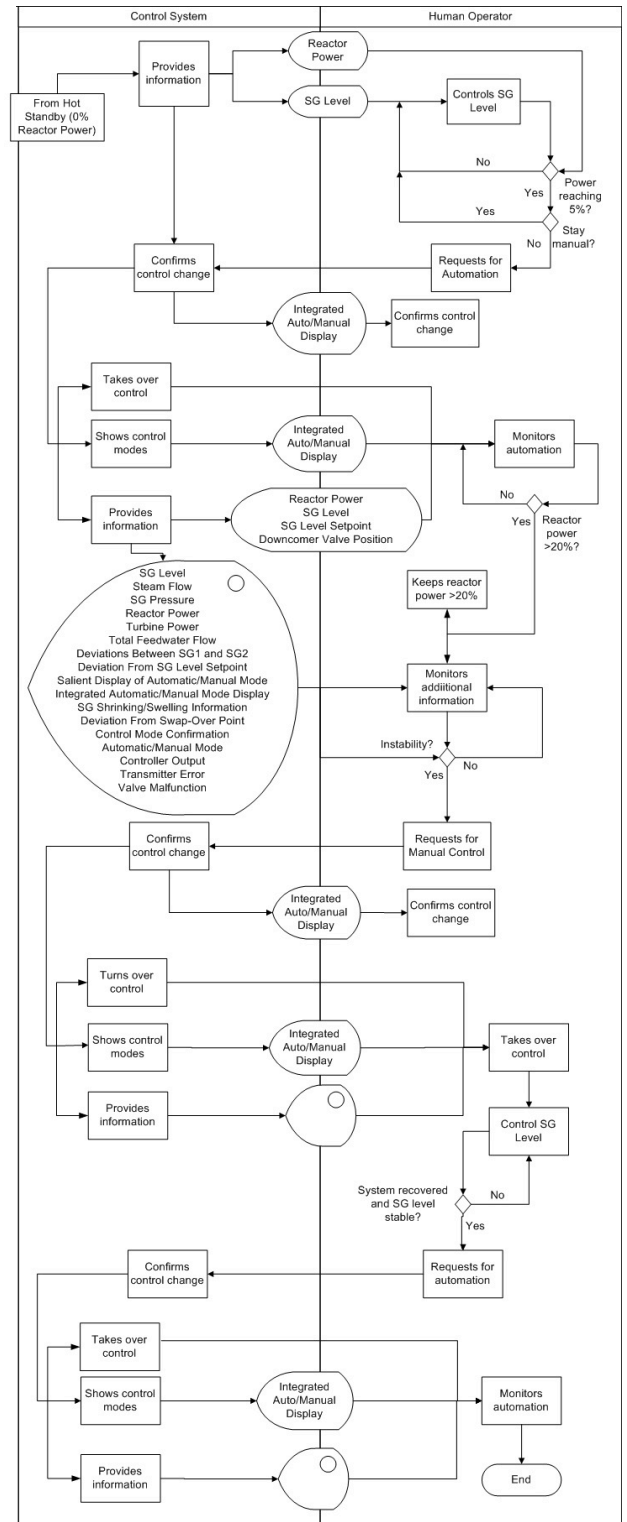 Control System
Human Operator
From Hot
Standby (0%
Reactor Power)
Provides
information
Reactor
Power
SG Level
Controls SG
Level
No
Yes
Power
reaching
5%?
Yes
Stay
manual?
No
Requests for
Automation
Confirms
control change
Integrated
Auto/Manual
Display
Confirms control
change
Takes over
control
Shows control
modes
Integrated
Auto/Manual
Display
Monitors
automation
No
Yes
Reactor
power
>20%?
Provides
information
Reactor Power
SG Level
SG Level Setpoint
Downcomer Valve Position
SG Level
Steam Flow
SG Pressure
Reactor Power
Turbine Power
Total Feedwater Flow
Deviations Between SG1 and SG2
Deviation From SG Level Setpoint
Salient Display of Automatic/Manual Mode
Integrated Automatic/Manual Mode Display
SG Shrinking/Swelling Information
Deviation From Swap-Over Point
Control Mode Confirmation
Automatic/Manual Mode
Controller Output
Transmitter Error
Valve Malfunction
Keeps reactor
power >20%
Monitors
addiitional
information
Instability?
No
Yes
Requests for
Manual Control
Confirms
control change
Integrated
Auto/Manual
Display
Confirms control
change
Turns over
control
Shows control
modes
Integrated
Auto/Manual
Display
Takes over
control
Provides
information
Control SG
Level
System recovered
and SG level
stable?
No
Yes
Requests for
automation
Confirms
control change
Takes over
control
Shows control
modes
Integrated
Auto/Manual
Display
Monitors
automation
Provides
information
End